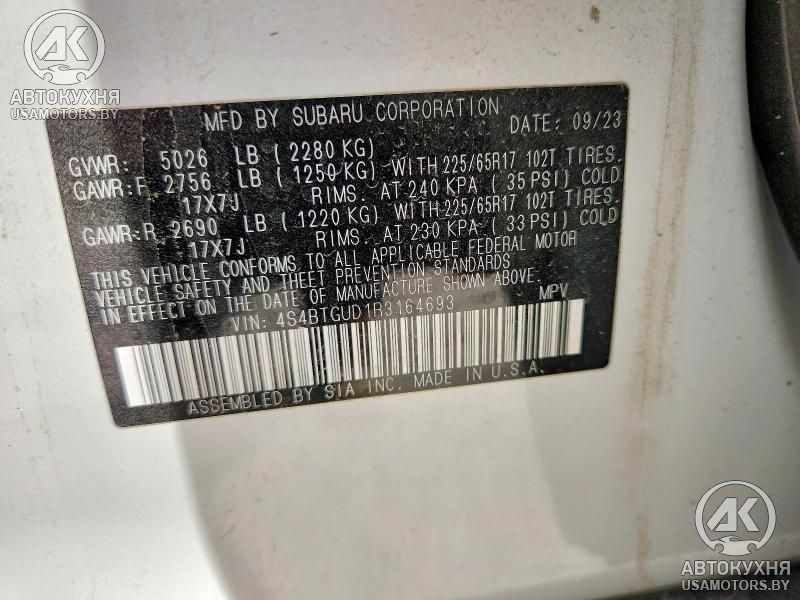 АК
АВТОКУХНЯ
USAMOTORS.BY
MFD BY SUBARU CORPORATION DATE: 09/23
GVWR: 5026 LB ( 2280 KG)
GAWR:F 2756 LB ( 1250 KG)-WITH 225/65R17 102T TIRES.
17X7J RIMS. AT 240 KPA ( 35 PSI) COLD
GAWR:R 2690 LB ( 1220 KG) WITH-225/65R17 102T TIRES.
17X7J RIMS. AT 230 KPA ( 33 PSI) COLD
THIS VEHICLE CONFORMS TO ALL APPLICABLE FEDERAL MOTOR
VEHICLE SAFETY AND THEFT PREVENTION STANDARDS
IN EFFECT ON THE DATE OF MANUFACTURE SHOWN ABOVE.
VIN: 4S4BTGUD1R3164693 MPV
ASSEMBLED BY SIA INC. MADE IN U.S.A.
АК
АВТОКУХНЯ
USAMOTORS.BY